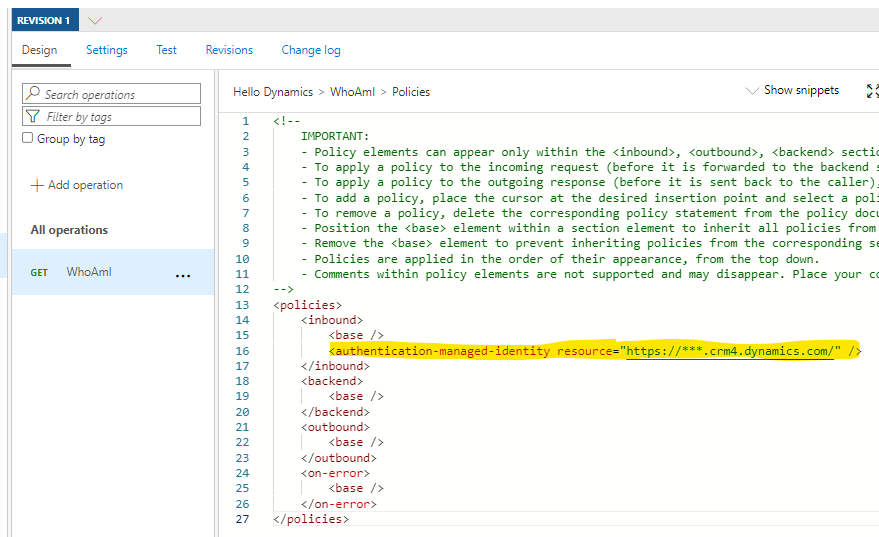 REVISION 1
Design Settings Test Revisions Change log
Search operations
Filter by tags
Group by tag
Add operation
All operations
GET WhoAmI ...
Hello Dynamics > WhoAmI > Policies
Show snippets
1 <!--
2 IMPORTANT:
3 - Policy elements can appear only within the <inbound>, <outbound>, <backend> sectio
4 - To apply a policy to the incoming request (before it is forwarded to the backend s
5 - To apply a policy to the outgoing response (before it is sent back to the caller),
6 - To add a policy, place the cursor at the desired insertion point and select a poli
7 - To remove a policy, delete the corresponding policy statement from the policy docu
8 - Position the <base> element within a section element to inherit all policies from
9 - Remove the <base> element to prevent inheriting policies from the corresponding se
10 - Policies are applied in the order of their appearance, from the top down.
11 - Comments within policy elements are not supported and may disappear. Place your co
12 -->
13 <policies>
14 <inbound>
15 <base />
16 <authentication-managed-identity resource="https://***.crm4.dynamics.com/" />
17 </inbound>
18 <backend>
19 <base />
20 </backend>
21 <outbound>
22 <base />
23 </outbound>
24 <on-error>
25 <base />
26 </on-error>
27 </policies>